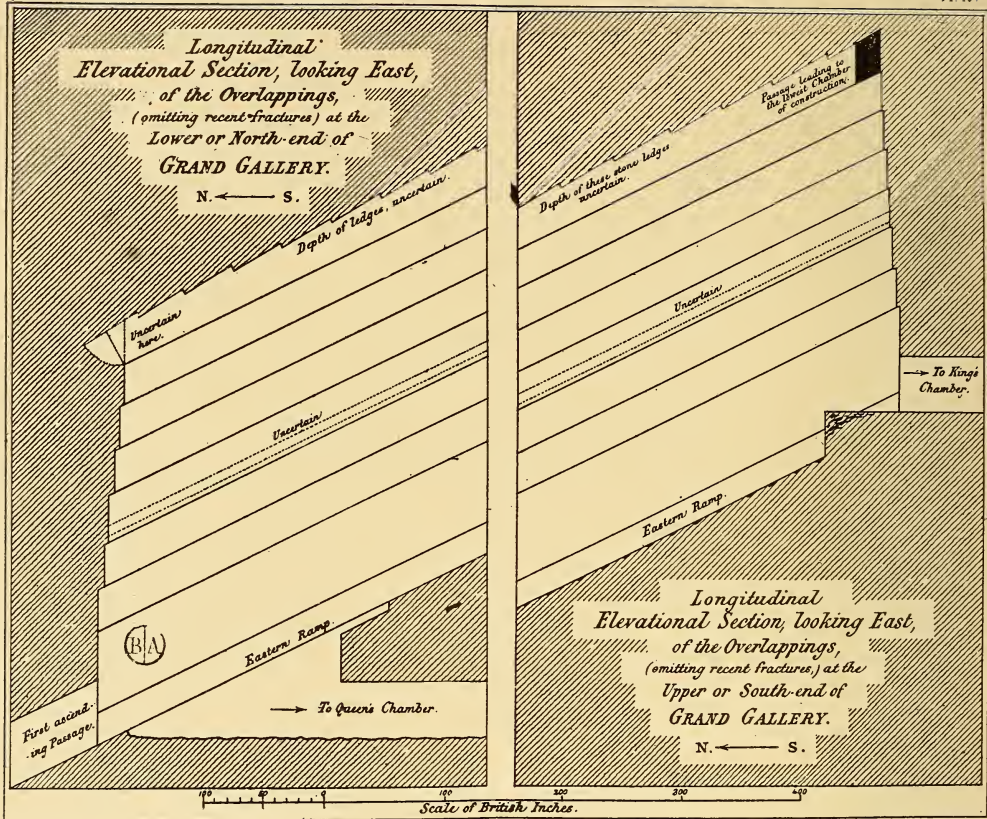 Longitudinal
Elevational Section, looking East,
of the Overlappings,
(omitting recent fractures) at the
Lower or North-end of
GRAND GALLERY.
N. ← S.
Depth of ledges, uncertain.
Uncertain
here.
Uncertain
B A
Eastern Ramp.
First ascend-
-ing Passage.
→ To Queen's Chamber.
Passage leading to
the lowest Chamber
of construction.
Depth of these stone ledges
uncertain.
Uncertain
→ To King's
Chamber.
Eastern Ramp.
Longitudinal
Elevational Section, looking East,
of the Overlappings,
(omitting recent fractures,) at the
Upper or South-end of
GRAND GALLERY.
N. ← S.
100 50 0 100 200 300 400
Scale of British Inches.